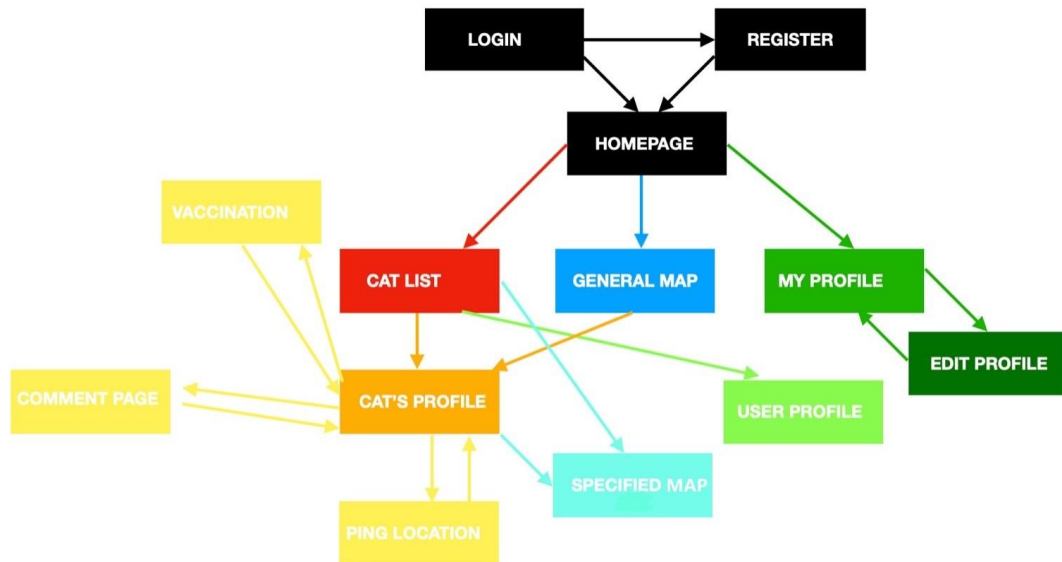 LOGIN
REGISTER
HOMEPAGE
VACCINATION
CAT LIST
GENERAL MAP
MY PROFILE
EDIT PROFILE
COMMENT PAGE
CAT'S PROFILE
USER PROFILE
SPECIFIED MAP
PING LOCATION